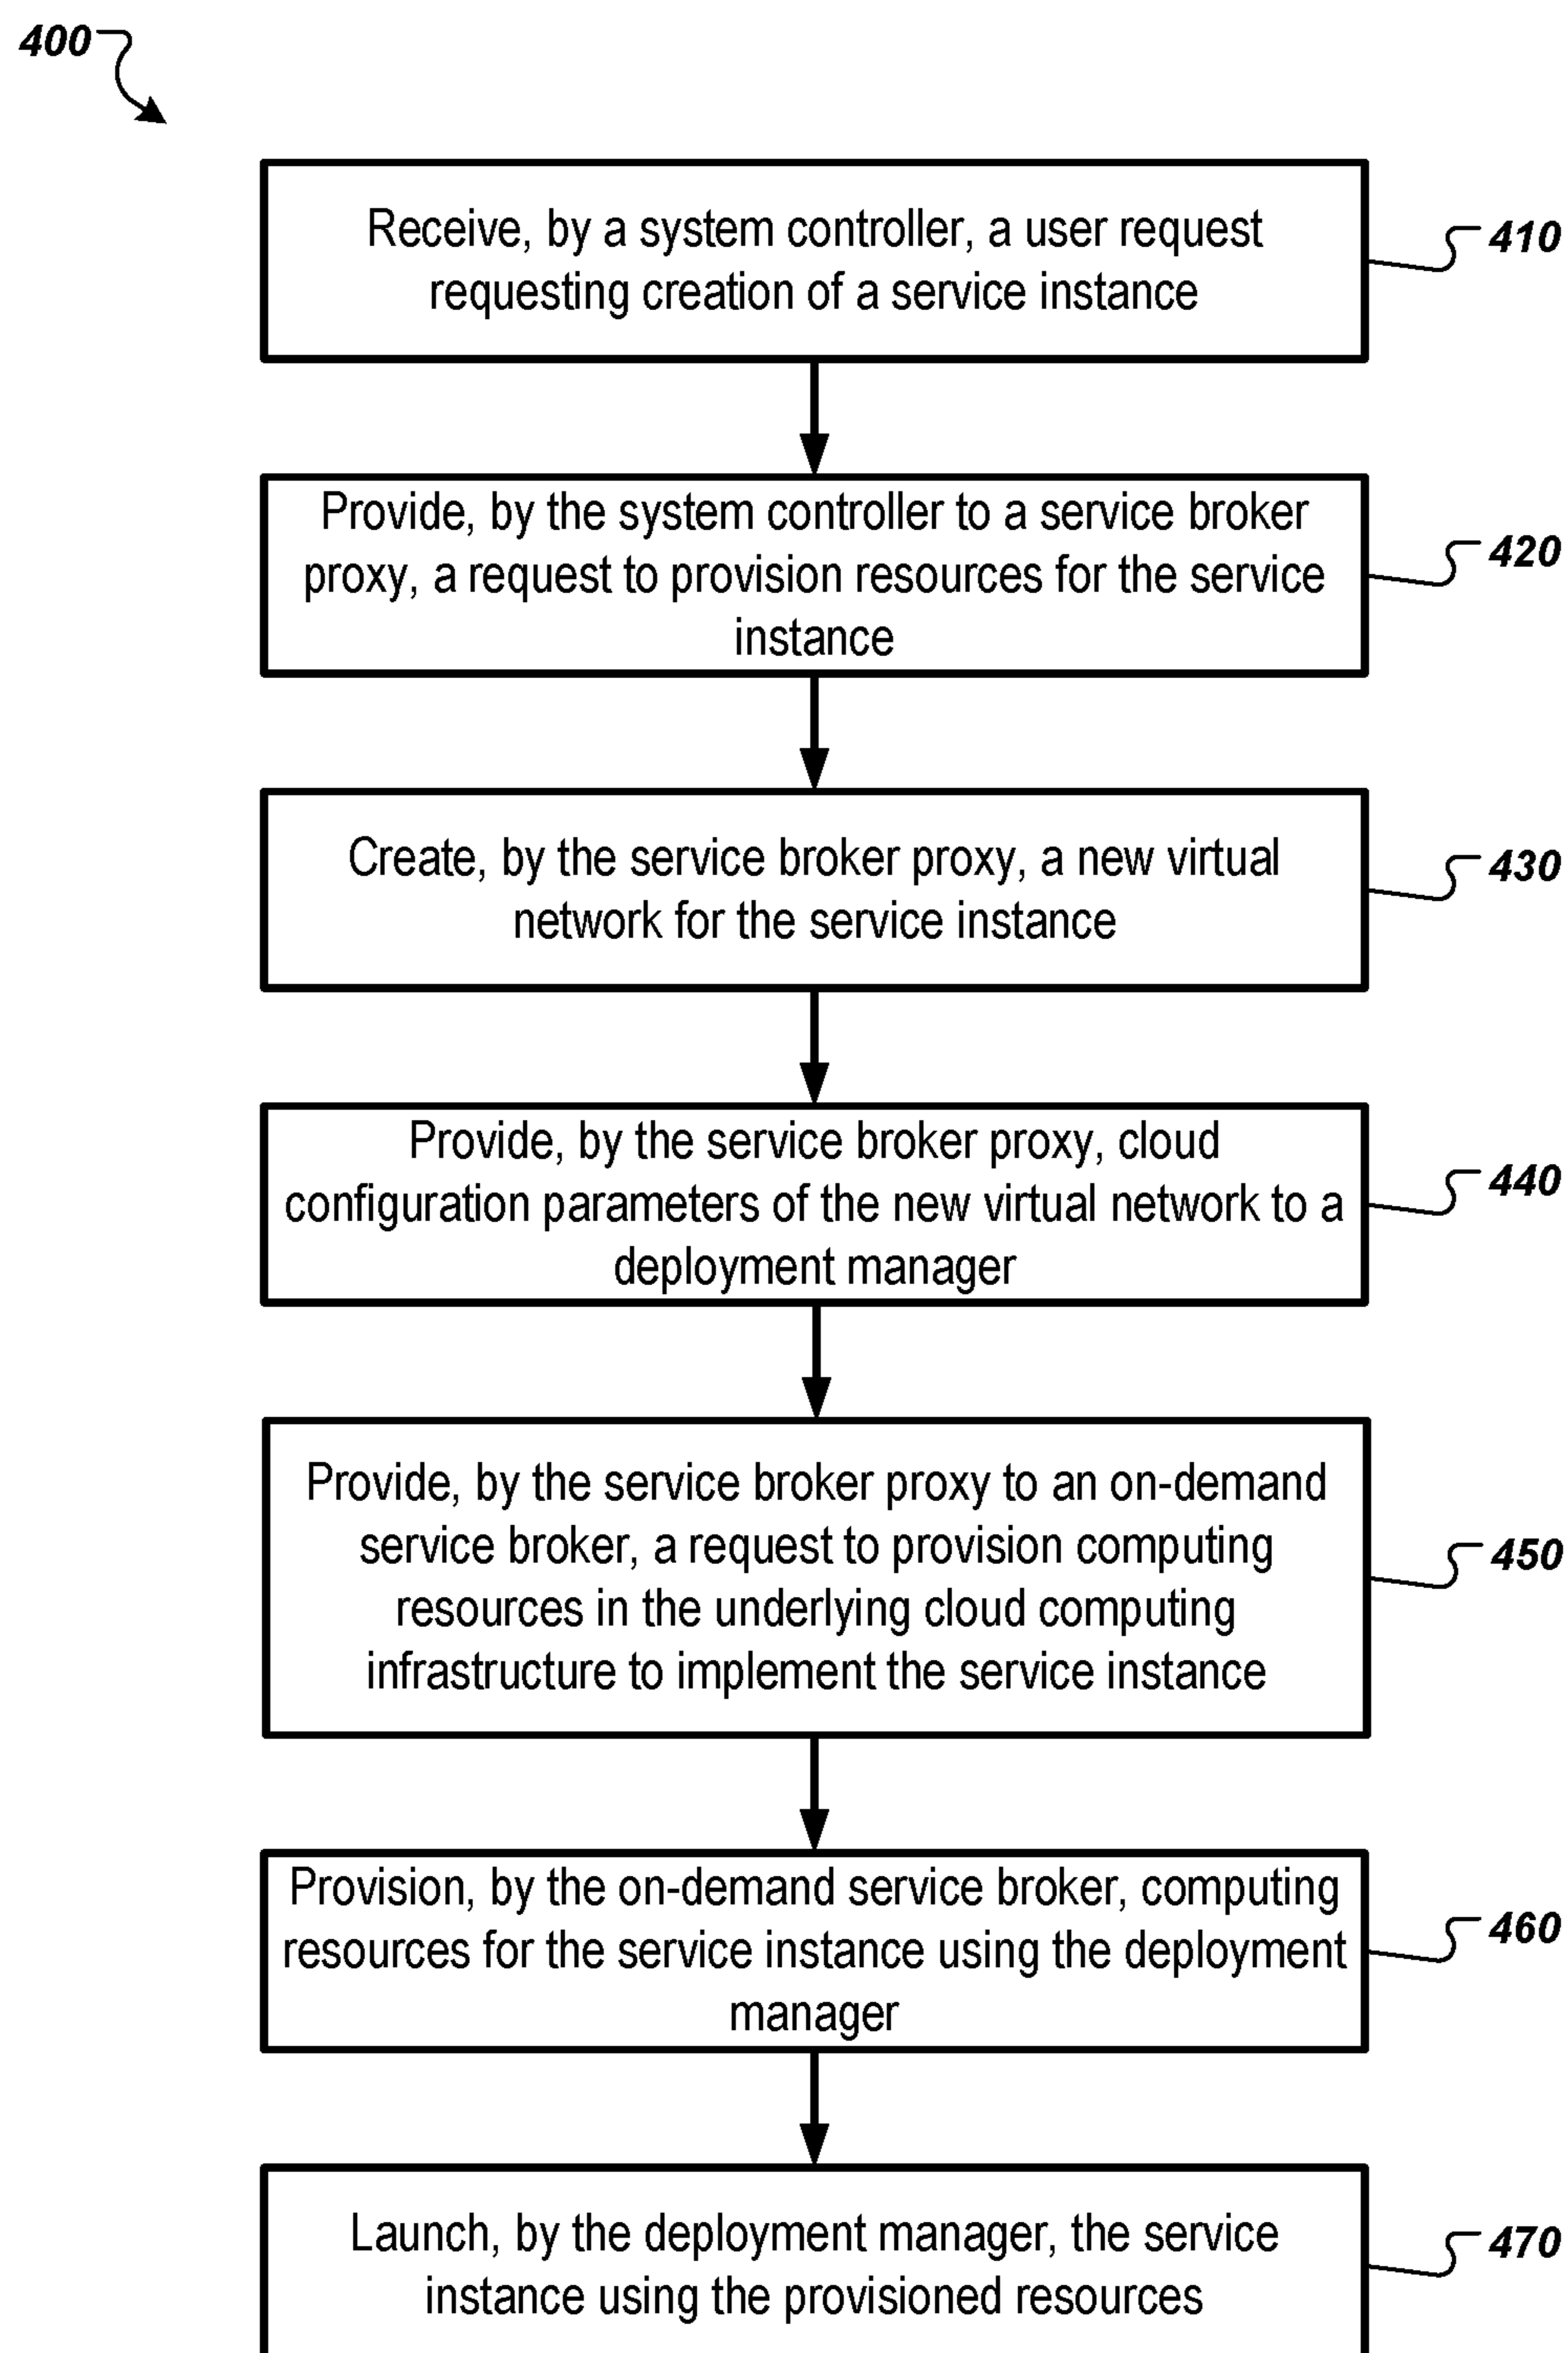 400
Receive, by a system controller, a user request
requesting creation of a service instance
410
Provide, by the system controller to a service broker
proxy, a request to provision resources for the service
instance
420
Create, by the service broker proxy, a new virtual
network for the service instance
430
Provide, by the service broker proxy, cloud
configuration parameters of the new virtual network to a
deployment manager
440
Provide, by the service broker proxy to an on-demand
service broker, a request to provision computing
resources in the underlying cloud computing
infrastructure to implement the service instance
450
Provision, by the on-demand service broker, computing
resources for the service instance using the deployment
manager
460
Launch, by the deployment manager, the service
instance using the provisioned resources
470